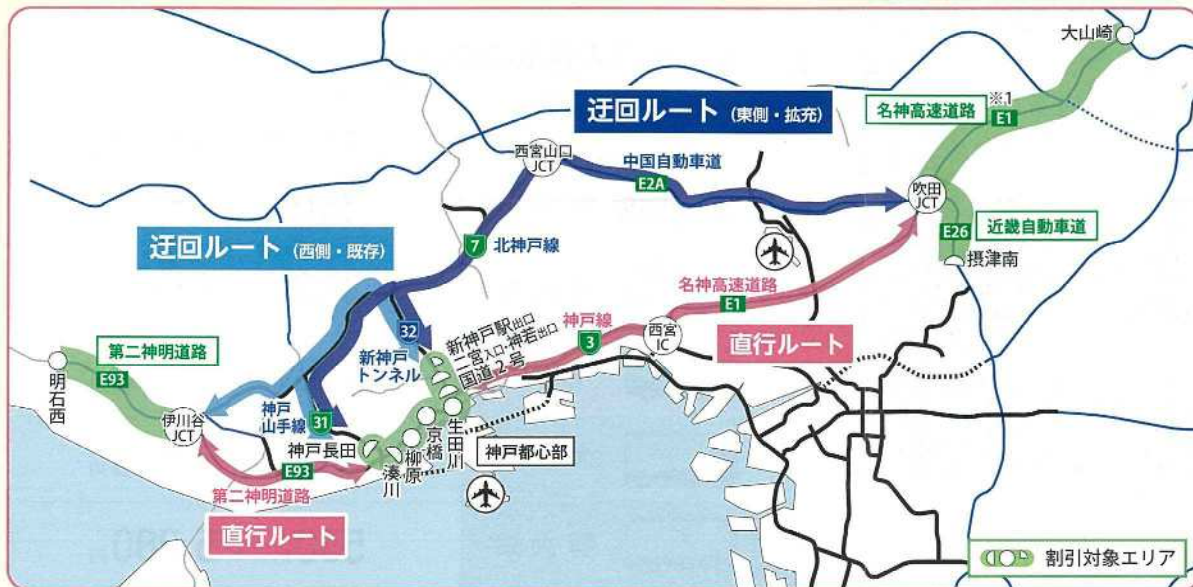 大山崎
※1
名神高速道路
E1
迂回ルート（東側・拡充）
西宮山口
JCT
中国自動車道
E2A
吹田
JCT
近畿自動車道
E26
摂津南
迂回ルート（西側・既存）
7
北神戸線
名神高速道路
E1
32
新神戸
トンネル
新神戸駅出口
二宮入口・神若出口
国道2号
神戸線
3
西宮
IC
直行ルート
第二神明道路
E93
明石西
伊川谷
JCT
神戸
山手線
31
神戸長田
湊川
柳原
京橋
生田川
神戸都心部
E93
第二神明道路
直行ルート
割引対象エリア